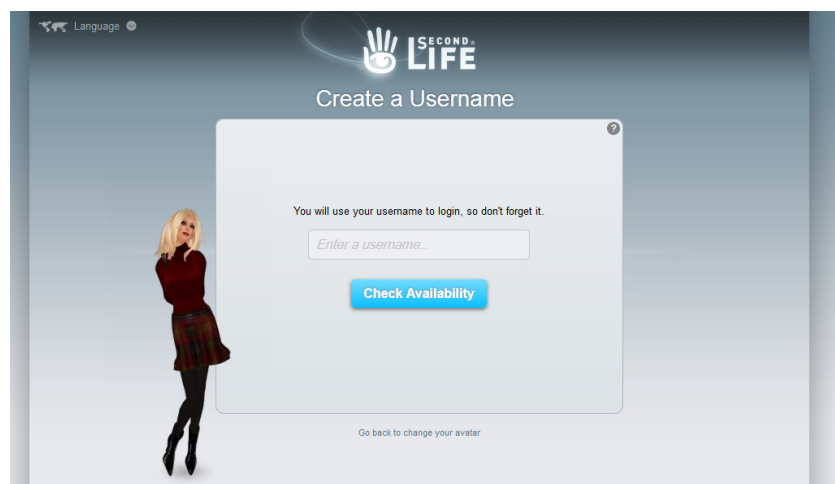 Language
SECOND
LIFE
Create a Username
?
You will use your username to login, so don't forget it.
Enter a username...
Check Availability
Go back to change your avatar